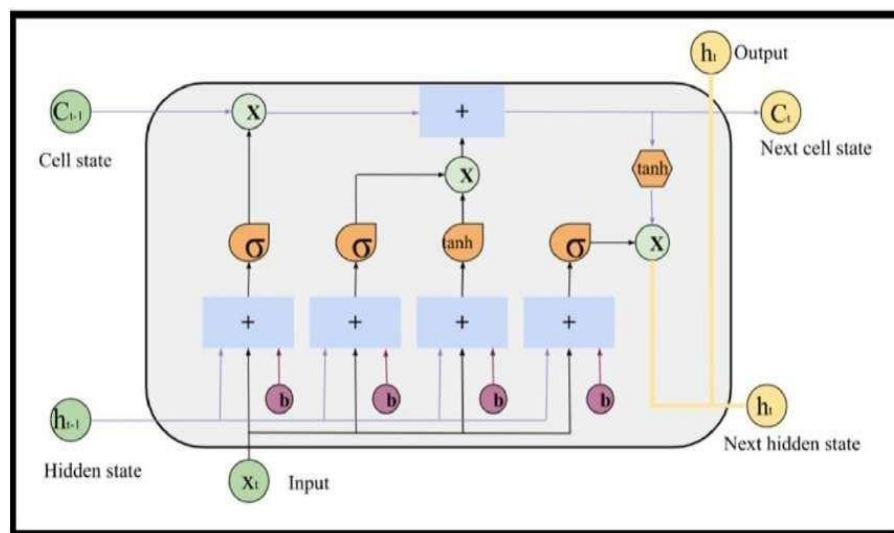 hₜ Output
Cₜ₋₁ X + Cₜ
Cell state Next cell state
X tanh
σ σ tanh σ X
+ + + +
b b b b
hₜ₋₁ hₜ
Hidden state Next hidden state
xₜ Input